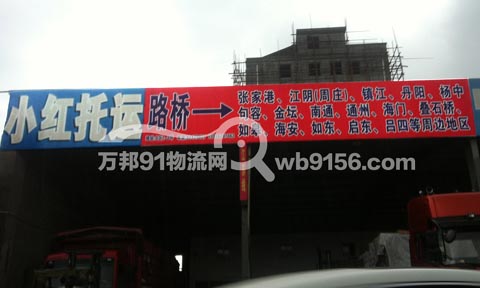 小红托运
路桥
张家港、江阴(周庄)、镇江、丹阳、杨中
句容、金坛、南通、通州、海门、叠石桥、
如皋、海安、如东、启东、吕四等周边地区
万邦91物流网 wb9156.com